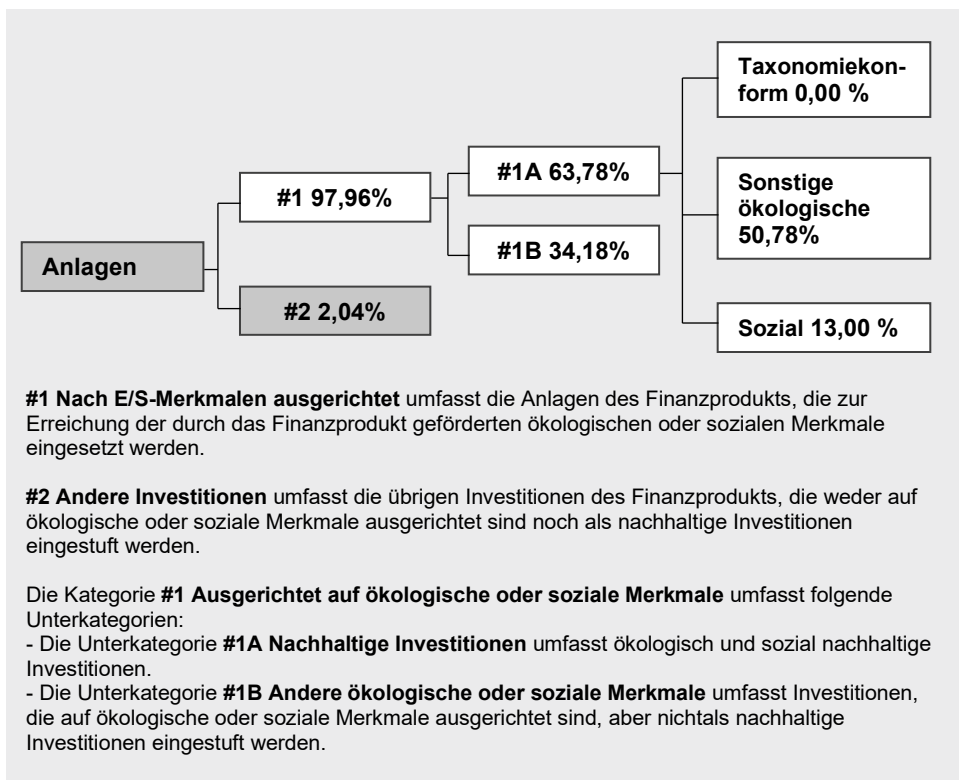 Taxonomiekon-
form 0,00 %
#1A 63,78%
#1 97,96%
Sonstige
ökologische
50,78%
#1B 34,18%
Anlagen
#2 2,04%
Sozial 13,00 %
#1 Nach E/S-Merkmalen ausgerichtet umfasst die Anlagen des Finanzprodukts, die zur
Erreichung der durch das Finanzprodukt geförderten ökologischen oder sozialen Merkmale
eingesetzt werden.
#2 Andere Investitionen umfasst die übrigen Investitionen des Finanzprodukts, die weder auf
ökologische oder soziale Merkmale ausgerichtet sind noch als nachhaltige Investitionen
eingestuft werden.
Die Kategorie #1 Ausgerichtet auf ökologische oder soziale Merkmale umfasst folgende
Unterkategorien:
- Die Unterkategorie #1A Nachhaltige Investitionen umfasst ökologisch und sozial nachhaltige
Investitionen.
- Die Unterkategorie #1B Andere ökologische oder soziale Merkmale umfasst Investitionen,
die auf ökologische oder soziale Merkmale ausgerichtet sind, aber nichtals nachhaltige
Investitionen eingestuft werden.